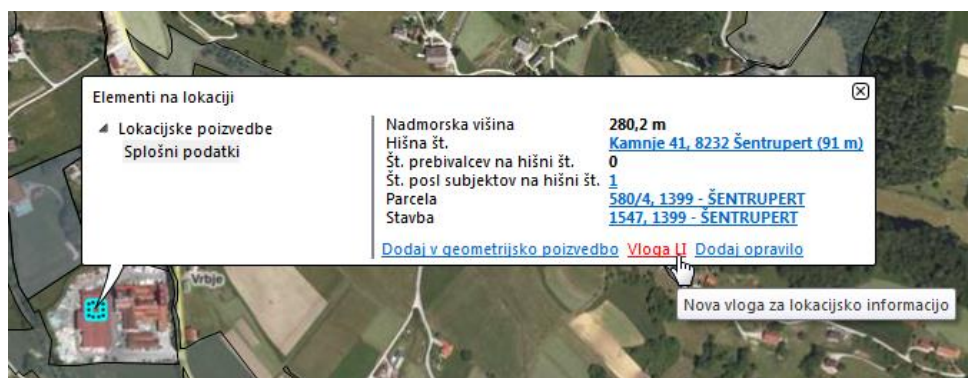 Elementi na lokaciji
Lokacijske poizvedbe
Splošni podatki
Nadmorska višina 280,2 m
Hišna št. Kamnje 41, 8232 Šentrupert (91 m)
Št. prebivalcev na hišni št. 0
Št. posl subjektov na hišni št. 1
Parcela 580/4, 1399 - ŠENTRUPERT
Stavba 1547, 1399 - ŠENTRUPERT
Dodaj v geometrijsko poizvedbo Vloga LI Dodaj opravilo
Vrbje
Nova vloga za lokacijsko informacijo